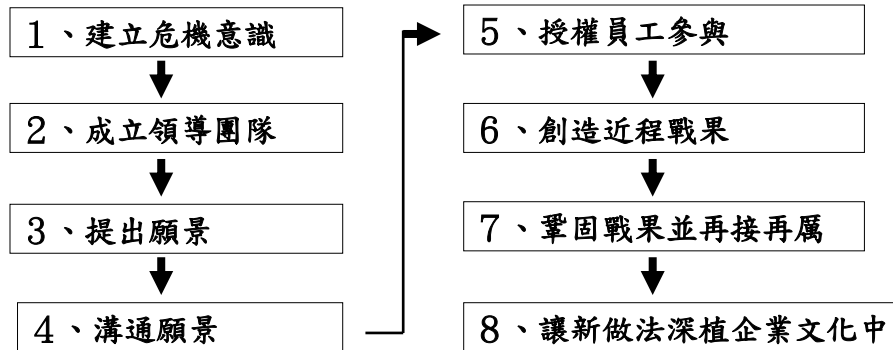 1、建立危機意識
2、成立領導團隊
3、提出願景
4、溝通願景
5、授權員工參與
6、創造近程戰果
7、鞏固戰果並再接再厲
8、讓新做法深植企業文化中